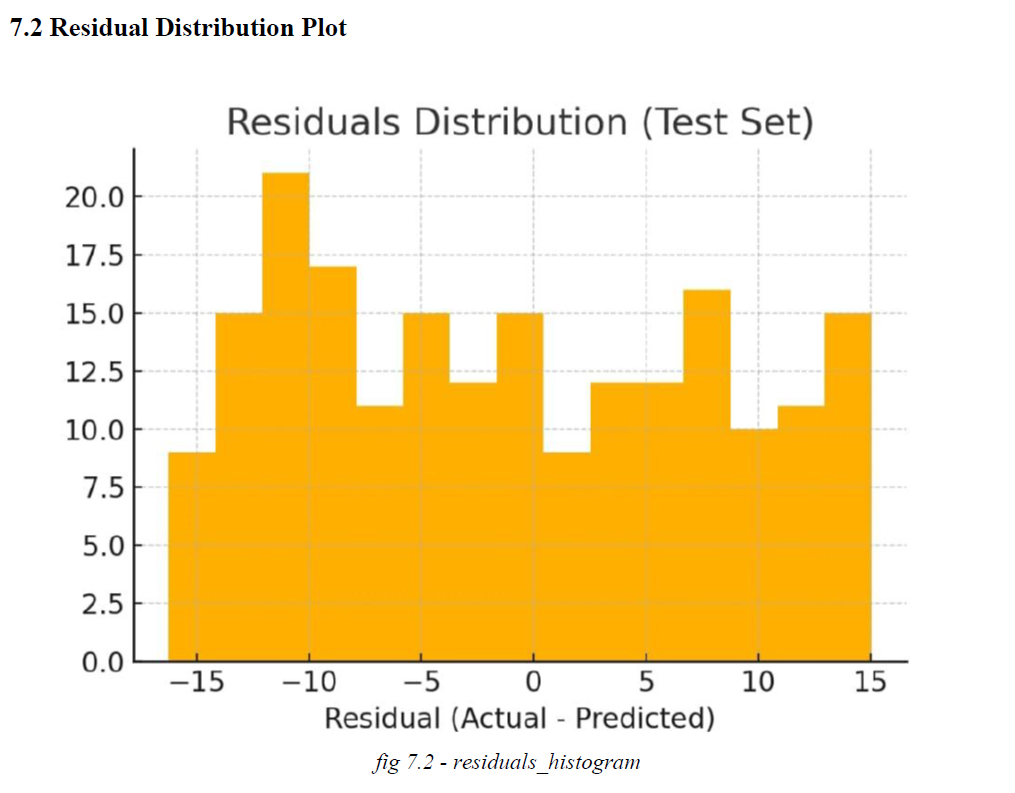 7.2 Residual Distribution Plot
Residuals Distribution (Test Set)
20.0
17.5
15.0
12.5
10.0
7.5
5.0
2.5
0.0
−15 −10 −5 0 5 10 15
Residual (Actual - Predicted)
fig 7.2 - residuals_histogram